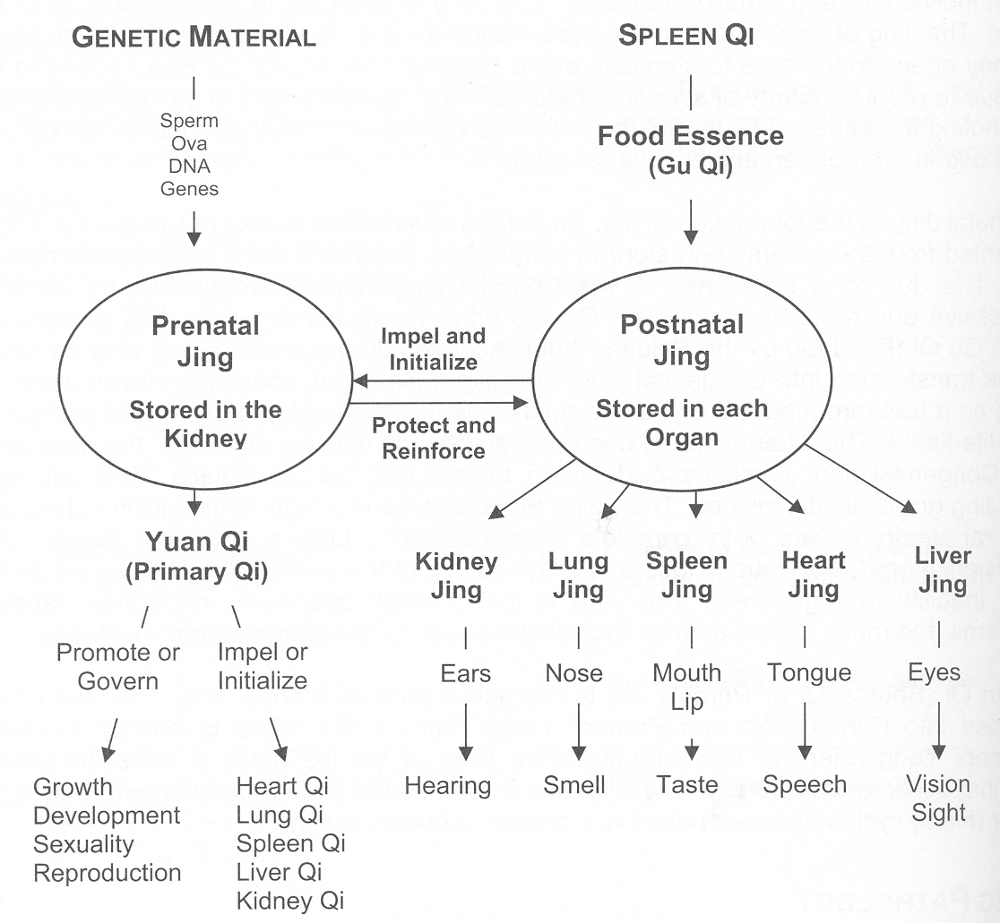 GENETIC MATERIAL
Sperm
Ova
DNA
Genes
Prenatal
Jing
Stored in the
Kidney
Yuan Qi
(Primary Qi)
Promote or
Govern
Growth
Development
Sexuality
Reproduction
Impel or
Initialize
Heart Qi
Lung Qi
Spleen Qi
Liver Qi
Kidney Qi
Impel and
Initialize
Protect and
Reinforce
SPLEEN QI
Food Essence
(Gu Qi)
Postnatal
Jing
Stored in each
Organ
Kidney
Jing
Ears
Hearing
Lung
Jing
Nose
Smell
Spleen
Jing
Mouth
Lip
Taste
Heart
Jing
Tongue
Speech
Liver
Jing
Eyes
Vision
Sight